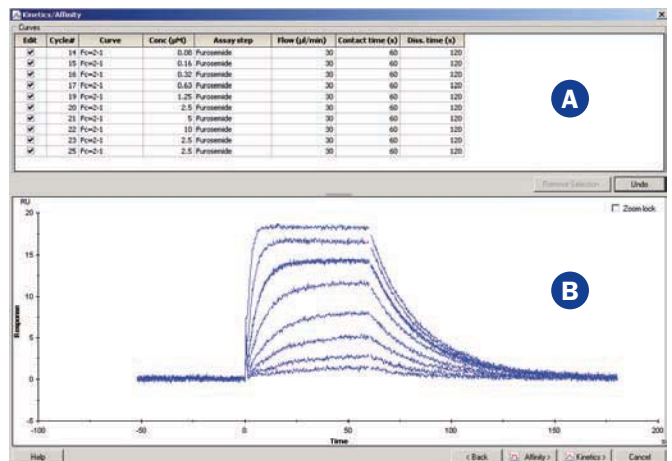 Kinetics/Affinity
Curves
Edit Cycle# Curve Conc (µM) Assay step Flow (µl/min) Contact time (s) Diss. time (s)
14 Fc=2-1 0.08 Furosemide 30 60 120
15 Fc=2-1 0.16 Furosemide 30 60 120
16 Fc=2-1 0.32 Furosemide 30 60 120
17 Fc=2-1 0.63 Furosemide 30 60 120
19 Fc=2-1 1.25 Furosemide 30 60 120
20 Fc=2-1 2.5 Furosemide 30 60 120
21 Fc=2-1 5 Furosemide 30 60 120
22 Fc=2-1 10 Furosemide 30 60 120
23 Fc=2-1 2.5 Furosemide 30 60 120
25 Fc=2-1 2.5 Furosemide 30 60 120
A
Remove Selection Undo
RU
Zoom lock
20
15
10
5
0
-5
Response
B
-100 -50 0 50 100 150 200
Time
s
Help < Back Affinity > Kinetics > Cancel